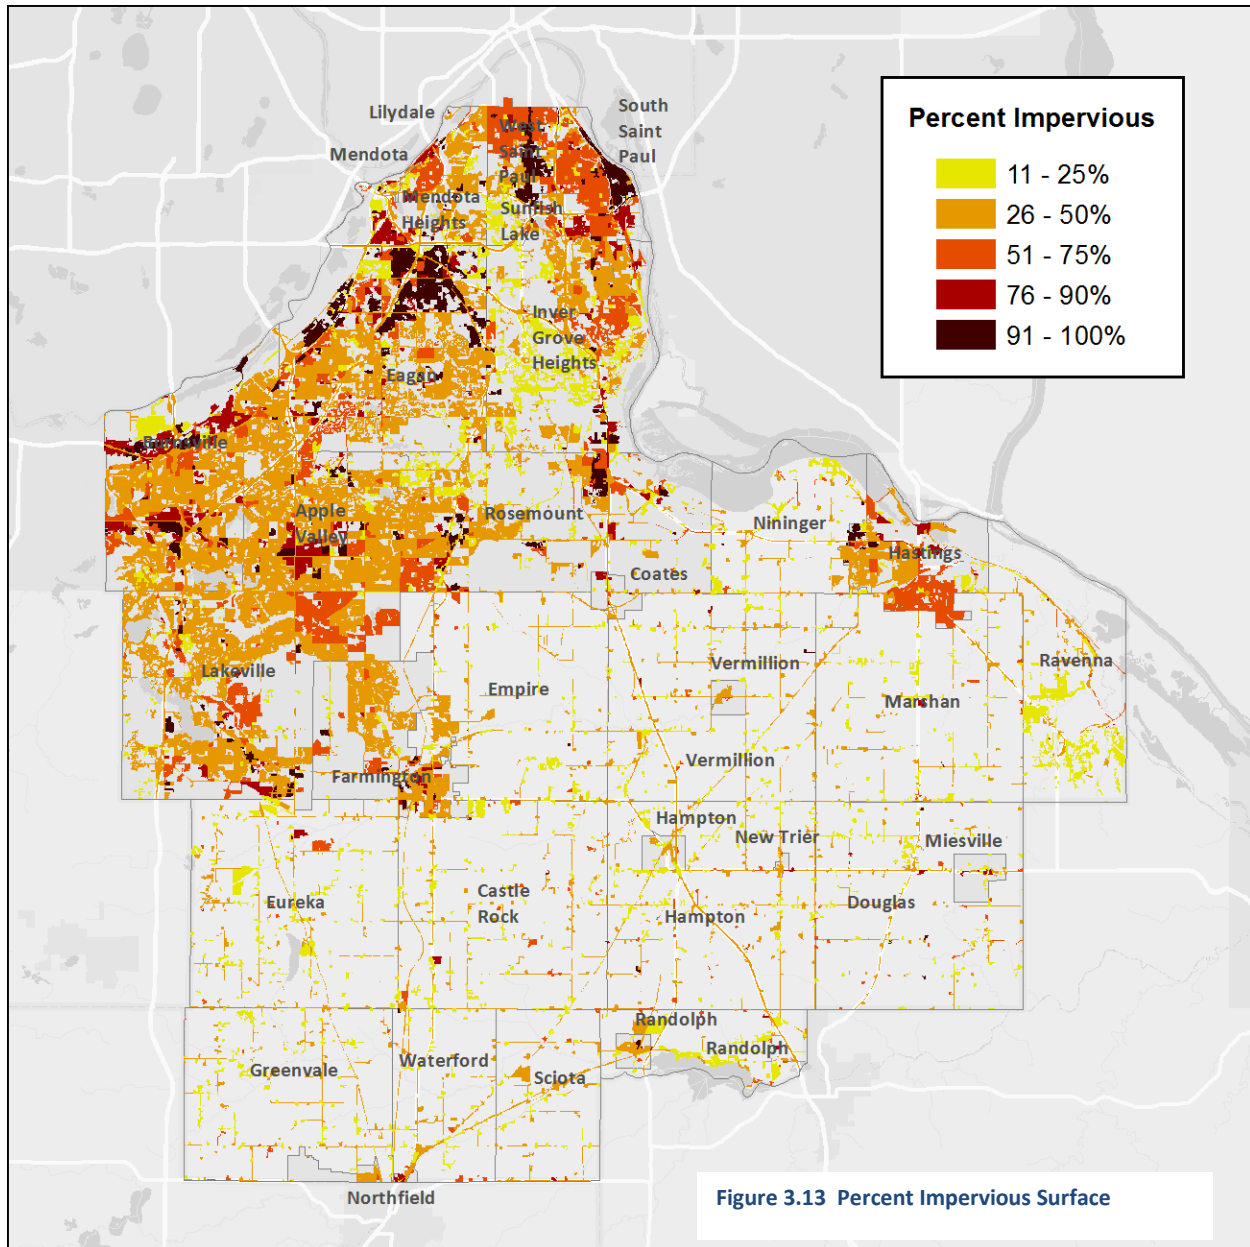 Lilydale
South
Saint
Paul
Mendota
West
Saint
Paul
Mendota
Heights
Sunfish
Lake
Inver
Grove
Heights
Eagan
Burnsville
Apple
Valley
Rosemount
Nininger
Hastings
Coates
Lakeville
Empire
Vermillion
Ravenna
Marshan
Farmington
Vermillion
Hampton
New Trier
Miesville
Eureka
Castle
Rock
Hampton
Douglas
Randolph
Randolph
Greenvale
Waterford
Sciota
Northfield
Percent Impervious
11 - 25%
26 - 50%
51 - 75%
76 - 90%
91 - 100%
Figure 3.13 Percent Impervious Surface